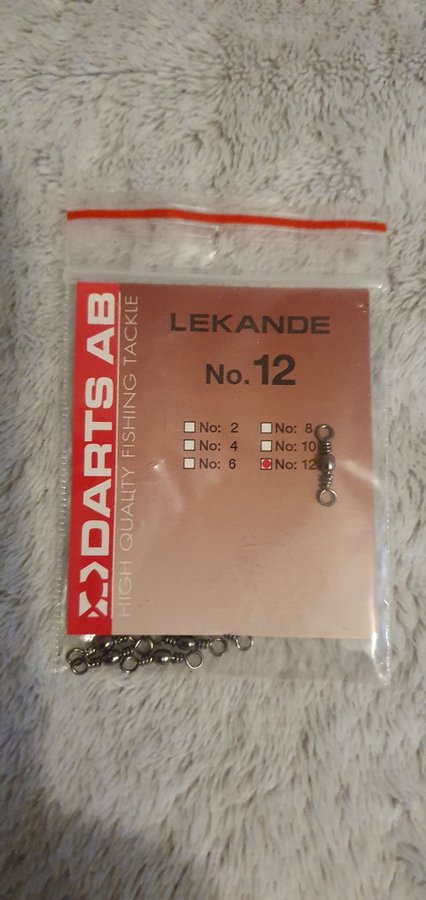 LEKANDE
No. 12
No: 2
No: 4
No: 6
No: 8
No: 10
No: 12
DARTS AB
HIGH QUALITY FISHING TACKLE